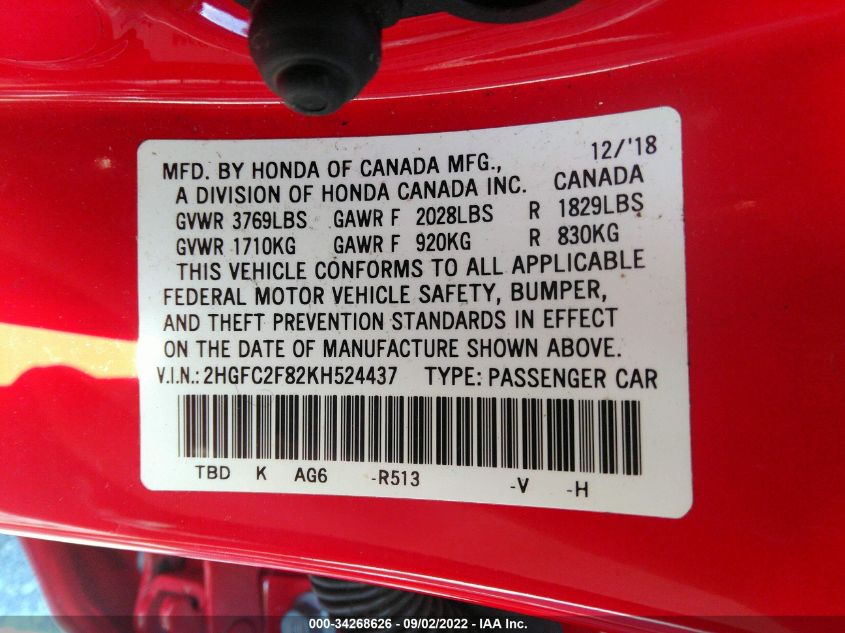 MFD. BY HONDA OF CANADA MFG., 12/'18
A DIVISION OF HONDA CANADA INC. CANADA
GVWR 3769LBS GAWR F 2028LBS R 1829LBS
GVWR 1710KG GAWR F 920KG R 830KG
THIS VEHICLE CONFORMS TO ALL APPLICABLE
FEDERAL MOTOR VEHICLE SAFETY, BUMPER,
AND THEFT PREVENTION STANDARDS IN EFFECT
ON THE DATE OF MANUFACTURE SHOWN ABOVE.
V.I.N.: 2HGFC2F82KH524437 TYPE: PASSENGER CAR
TBD K AG6 -R513 -V -H
000-34268626 - 09/02/2022 - IAA Inc.